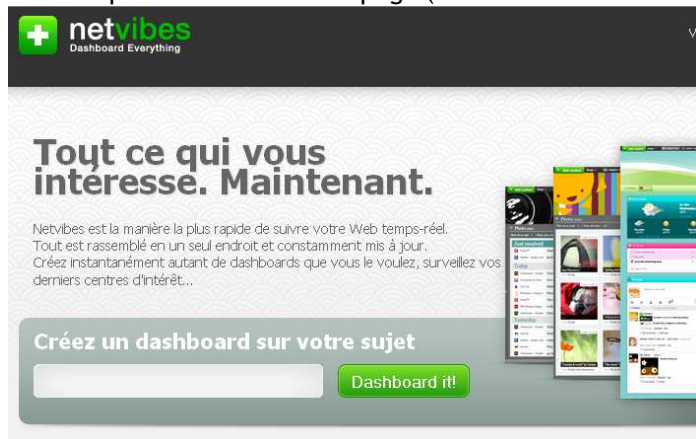 netvibes
Dashboard Everything
Tout ce qui vous
intéresse. Maintenant.
Netvibes est la manière la plus rapide de suivre votre Web temps-réel.
Tout est rassemblé en un seul endroit et constamment mis à jour.
Créez instantanément autant de dashboards que vous le voulez, surveillez vos
derniers centres d'intérêt...
Créez un dashboard sur votre sujet
Dashboard it!